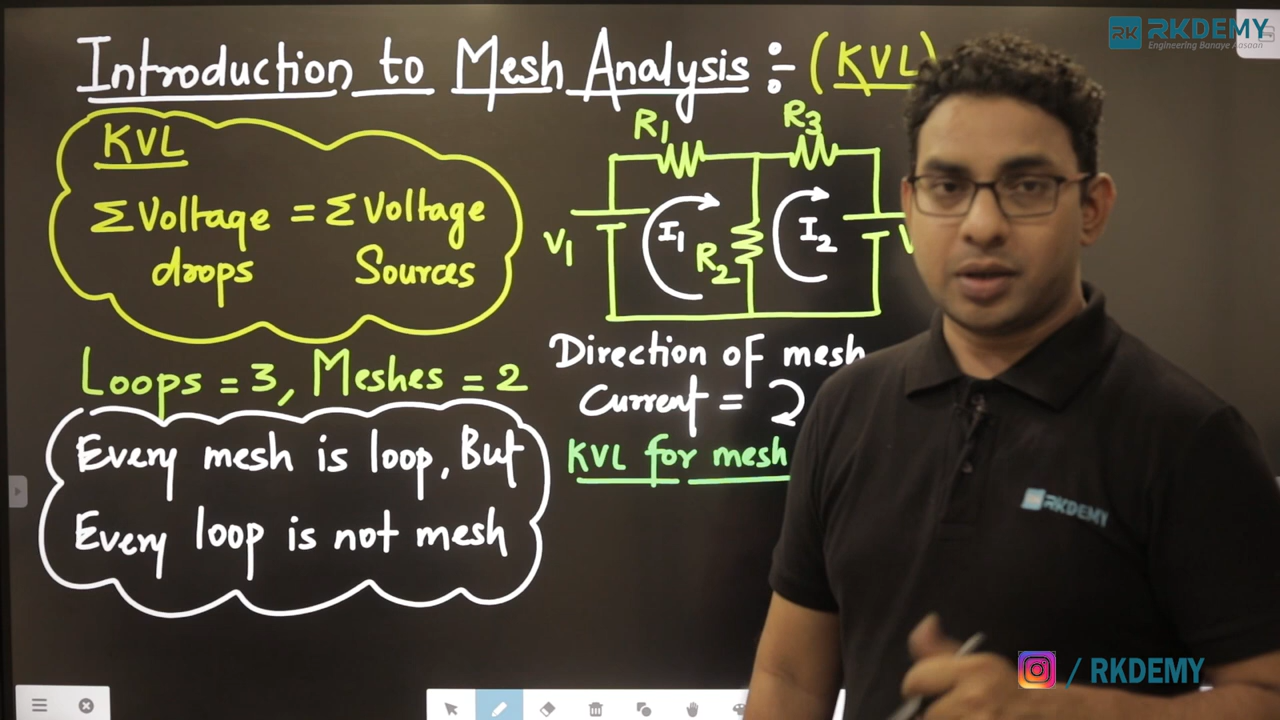 RK RKDEMY
Engineering Banaye Aasaan
Introduction to Mesh Analysis :- (KVL)
KVL
Σ Voltage = Σ Voltage
drops Sources
R1
R3
V1
I1
R2
I2
V
Loops = 3, Meshes = 2
Every mesh is loop, But
Every loop is not mesh
Direction of mesh
Current =
KVL for mesh
RKDEMY
/ RKDEMY